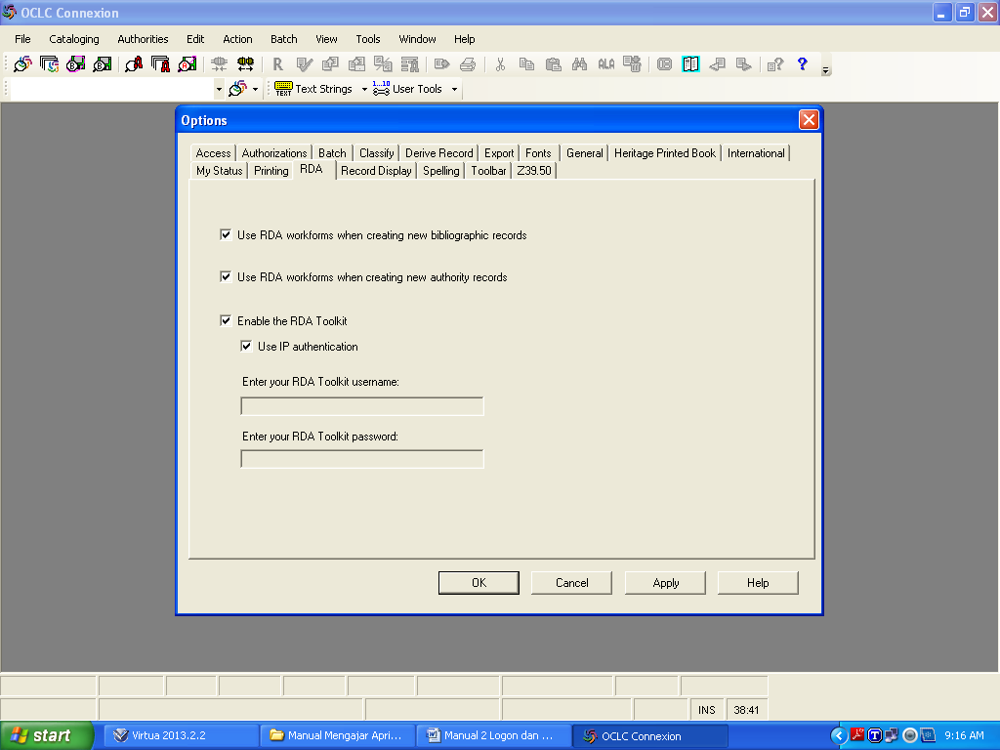 OCLC Connexion
File Cataloging Authorities Edit Action Batch View Tools Window Help
R ALA ?
TEXT Text Strings 1...10 User Tools
Options
Access Authorizations Batch Classify Derive Record Export Fonts General Heritage Printed Book International
My Status Printing RDA Record Display Spelling Toolbar Z39.50
Use RDA workforms when creating new bibliographic records
Use RDA workforms when creating new authority records
Enable the RDA Toolkit
Use IP authentication
Enter your RDA Toolkit username:
Enter your RDA Toolkit password:
OK Cancel Apply Help
INS 38:41
start Virtua 2013.2.2 Manual Mengajar Apri... Manual 2 Logon dan ... OCLC Connexion 9:16 AM